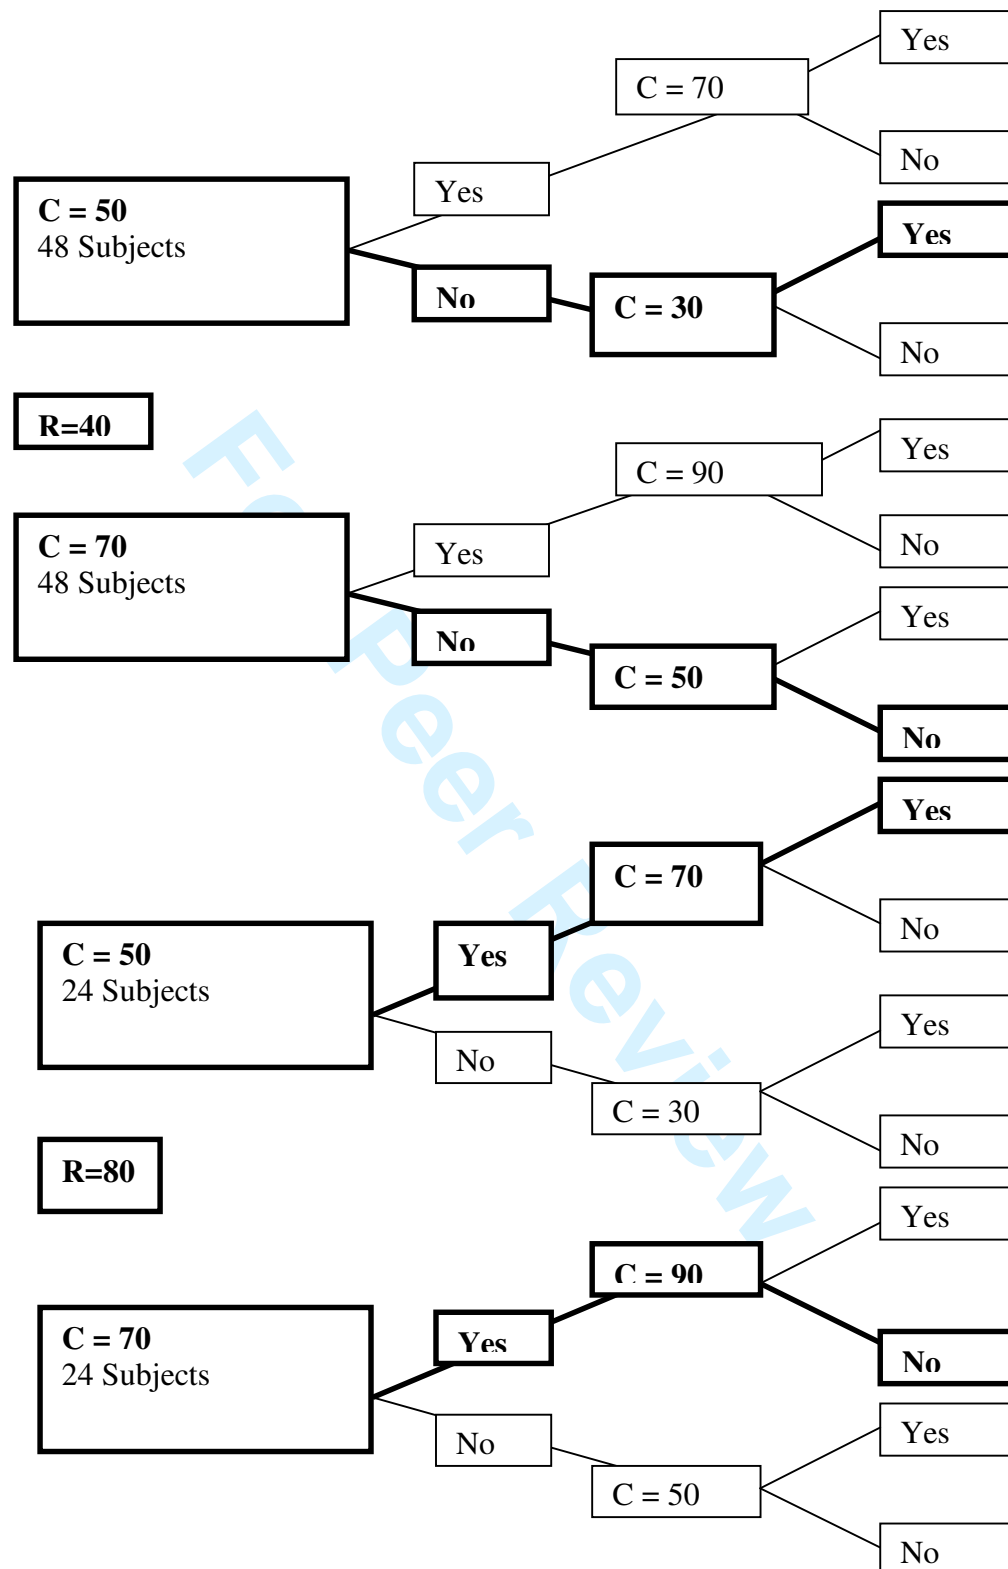 Yes
C = 70
No
Yes
C = 50
48 Subjects
Yes
No
C = 30
No
R=40
Yes
C = 90
Yes
No
C = 70
48 Subjects
Yes
No
C = 50
No
Yes
C = 70
No
Yes
C = 50
24 Subjects
Yes
No
C = 30
No
R=80
Yes
C = 90
Yes
No
C = 70
24 Subjects
Yes
No
C = 50
No
For Peer Review